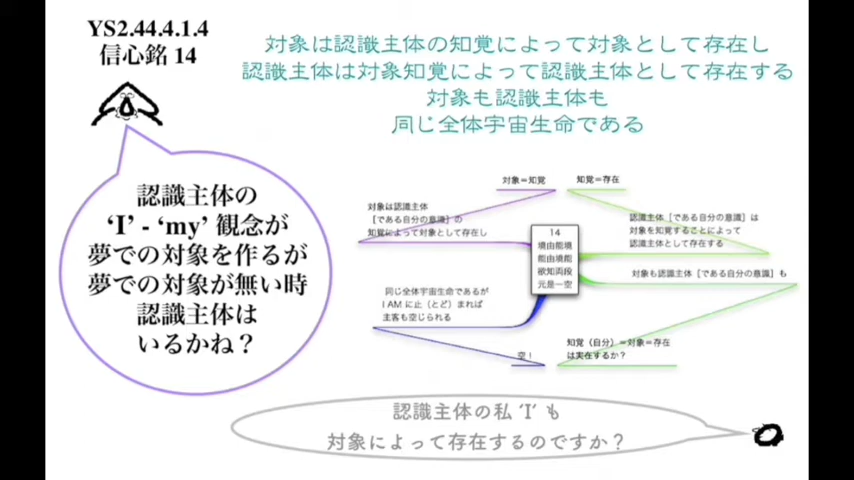 YS2.44.4.1.4
信心銘 14
対象は認識主体の知覚によって対象として存在し
認識主体は対象知覚によって認識主体として存在する
対象も認識主体も
同じ全体宇宙生命である
認識主体の
‘I’ - ‘my’ 観念が
夢での対象を作るが
夢での対象が無い時
認識主体は
いるかね？
対象＝知覚
知覚＝存在
対象は認識主体
［である自分の意識］の
知覚によって対象として存在し
14
境由能境
能由境能
欲知両段
元是一空
認識主体［である自分の意識］は
対象を知覚することによって
認識主体として存在する
対象も認識主体［である自分の意識］も
同じ全体宇宙生命であるが
I AM に止（とど）まれば
主客も空じられる
空！
知覚（自分）＝対象＝存在
は実在するか？
認識主体の私 ‘I’ も
対象によって存在するのですか？